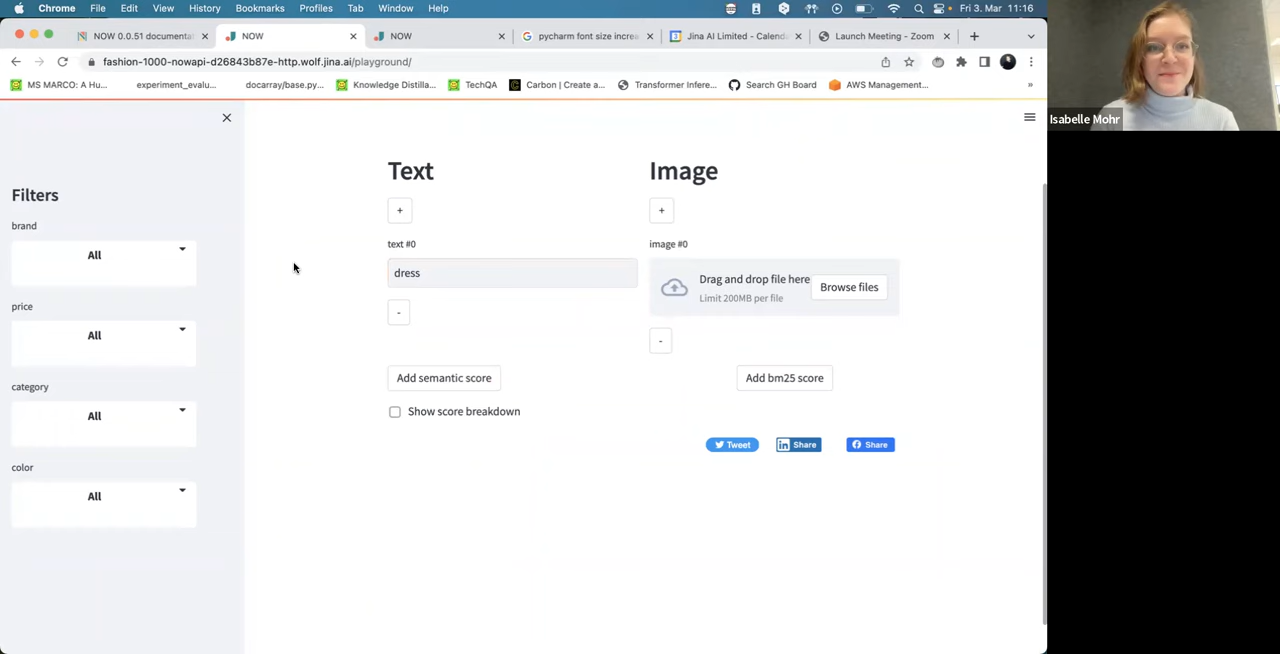 Chrome File Edit View History Bookmarks Profiles Tab Window Help Fri 3. Mar 11:16
NOW 0.0.51 documentat NOW NOW pycharm font size increa Jina AI Limited - Calenda Launch Meeting - Zoom
fashion-1000-nowapi-d26843b87e-http.wolf.jina.ai/playground/
MS MARCO: A Hu... experiment_evalu... docarray/base.py... Knowledge Distilla... TechQA Carbon | Create a... Transformer Infere... Search GH Board AWS Management... »
Isabelle Mohr
Filters
brand
All
price
All
category
All
color
All
Text
+
text #0
dress
-
Image
+
image #0
Drag and drop file here
Limit 200MB per file
Browse files
-
Add semantic score
Add bm25 score
Show score breakdown
Tweet Share Share